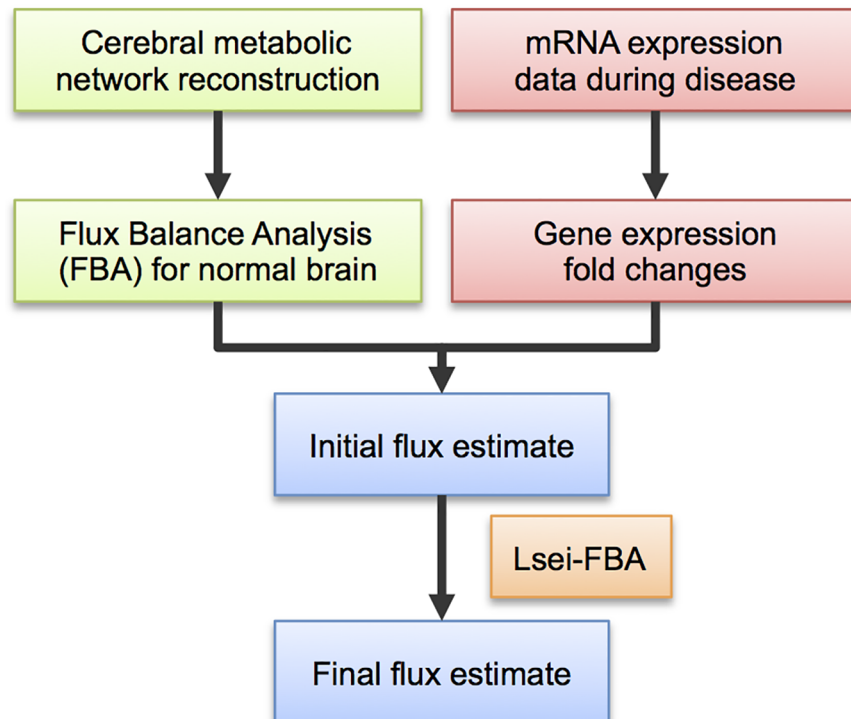 Cerebral metabolic
network reconstruction
mRNA expression
data during disease
Flux Balance Analysis
(FBA) for normal brain
Gene expression
fold changes
Initial flux estimate
Lsei-FBA
Final flux estimate